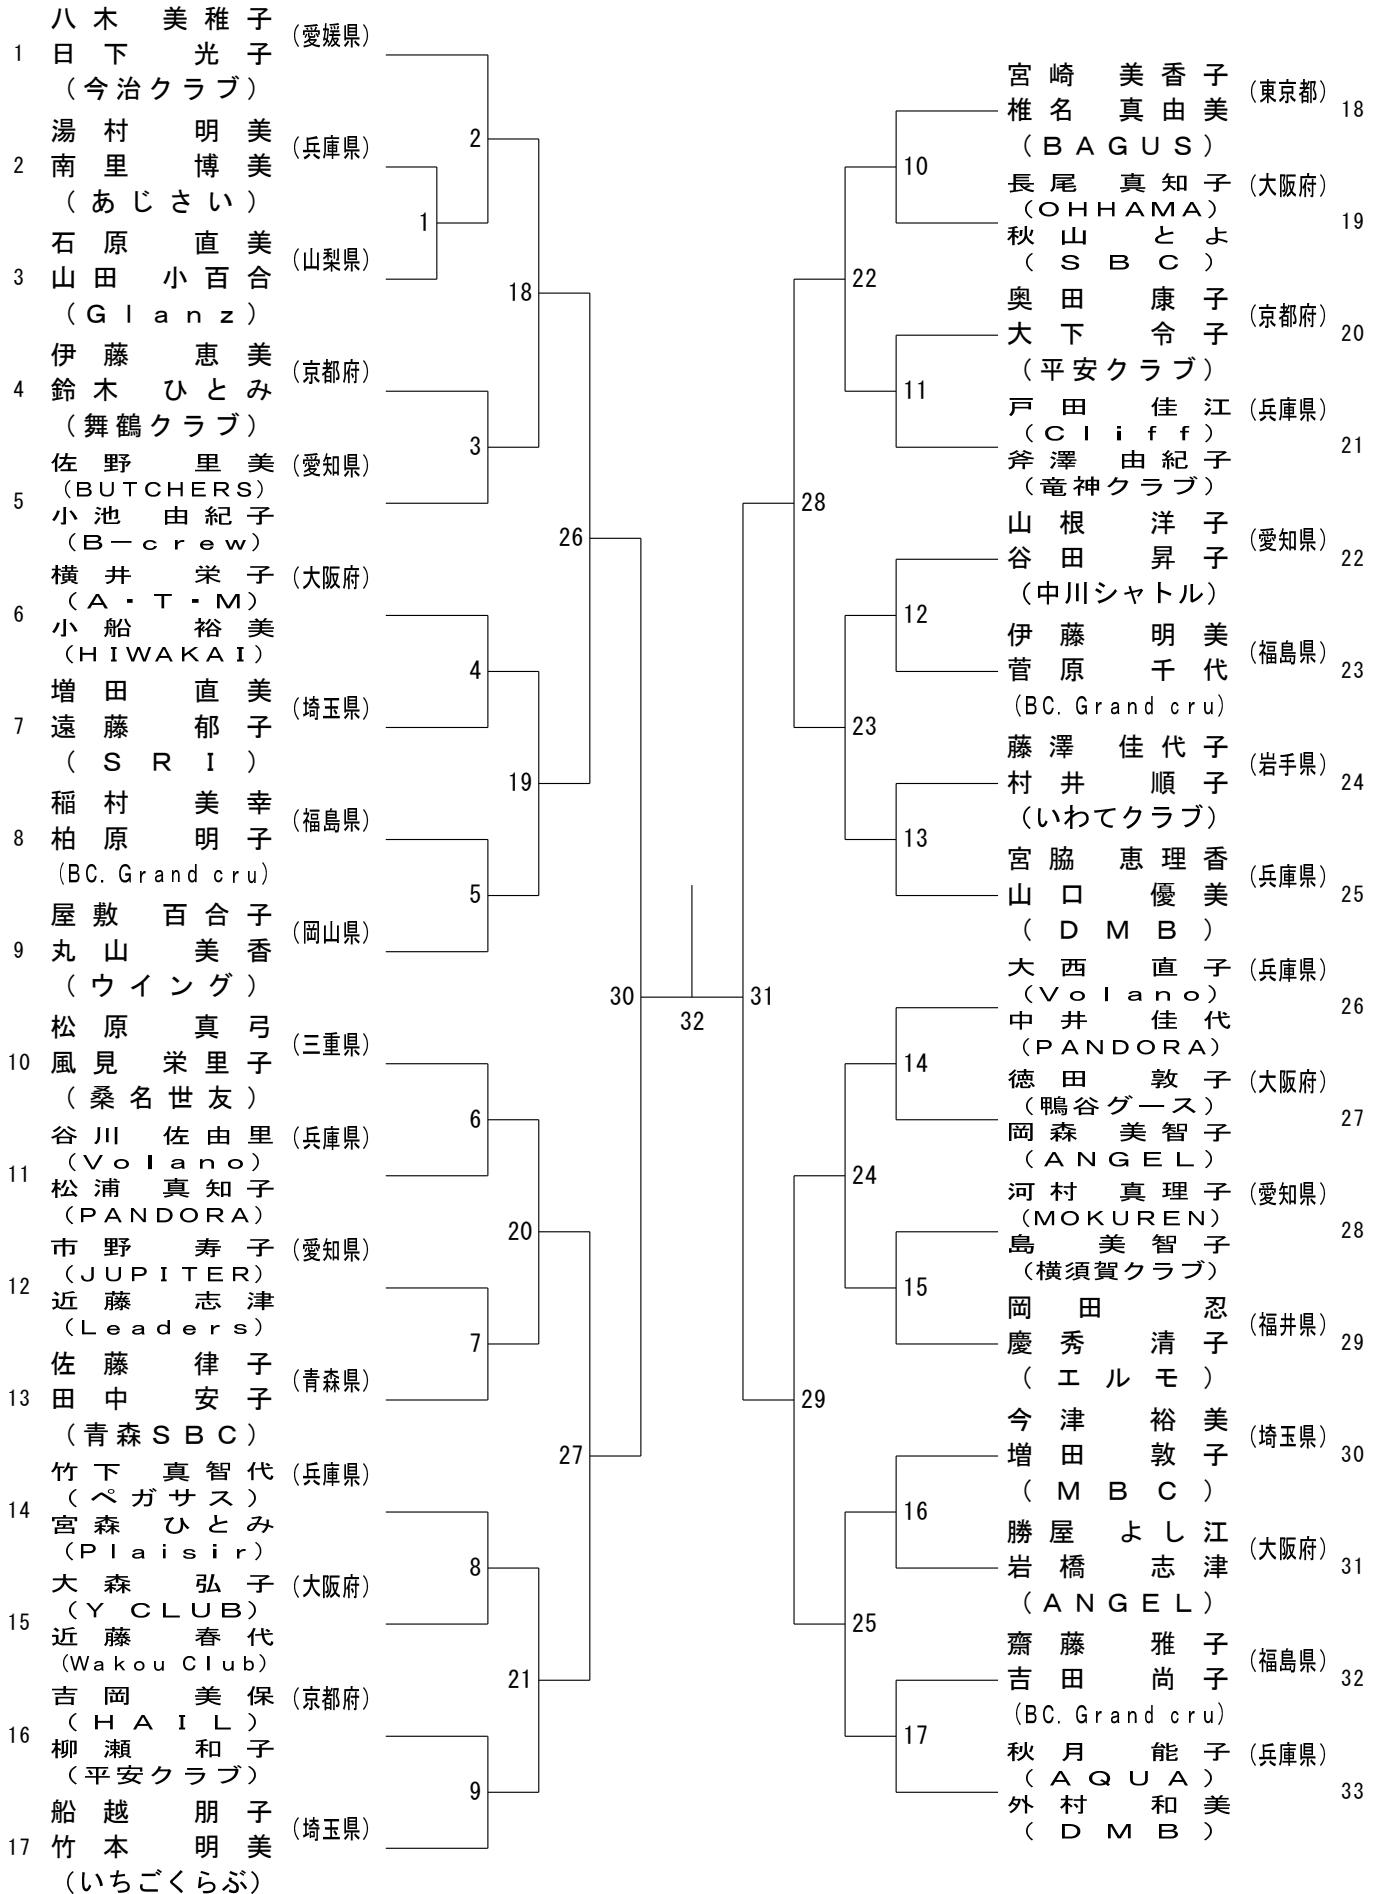 八木 美稚子
(愛媛県)
1 日下 光子
(今治クラブ)
湯村 明美
(兵庫県)
2 南里 博美
(あじさい)
石原 直美
(山梨県)
3 山田 小百合
(Glanz)
伊藤 恵美
(京都府)
4 鈴木 ひとみ
(舞鶴クラブ)
佐野 里美 (愛知県)
(BUTCHERS)
5
小池 由紀子
(B-crew)
横井 栄子 (大阪府)
(A・T・M)
6
小船 裕美
(HIWAKAI)
増田 直美
(埼玉県)
7 遠藤 郁子
(SRI)
稲村 美幸
(福島県)
8 柏原 明子
(BC. Grand cru)
屋敷 百合子
(岡山県)
9 丸山 美香
(ウイング)
松原 真弓
(三重県)
10 風見 栄里子
(桑名世友)
谷川 佐由里 (兵庫県)
(Volano)
11
松浦 真知子
(PANDORA)
市野 寿子 (愛知県)
(JUPITER)
12
近藤 志津
(Leaders)
佐藤 律子
(青森県)
13 田中 安子
(青森SBC)
竹下 真智代 (兵庫県)
(ペガサス)
14
宮森 ひとみ
(Plaisir)
大森 弘子 (大阪府)
(Y CLUB)
15
近藤 春代
(Wakou Club)
吉岡 美保 (京都府)
(HAIL)
16
柳瀬 和子
(平安クラブ)
船越 朋子
(埼玉県)
17 竹本 明美
(いちごくらぶ)
1
2
3
4
5
6
7
8
9
18
19
20
21
26
27
30
32
31
28
29
22
23
24
25
10
11
12
13
14
15
16
17
宮崎 美香子
(東京都)
椎名 真由美 18
(BAGUS)
長尾 真知子 (大阪府)
(OHHAMA)
19
秋山 とよ
(SBC)
奥田 康子
(京都府)
大下 令子 20
(平安クラブ)
戸田 佳江 (兵庫県)
(Cliff)
21
斧澤 由紀子
(竜神クラブ)
山根 洋子
(愛知県)
谷田 昇子 22
(中川シャトル)
伊藤 明美
(福島県)
菅原 千代 23
(BC. Grand cru)
藤澤 佳代子
(岩手県)
村井 順子 24
(いわてクラブ)
宮脇 恵理香
(兵庫県)
山口 優美 25
(DMB)
大西 直子 (兵庫県)
(Volano)
26
中井 佳代
(PANDORA)
徳田 敦子 (大阪府)
(鴨谷グース)
27
岡森 美智子
(ANGEL)
河村 真理子 (愛知県)
(MOKUREN)
28
島 美智子
(横須賀クラブ)
岡田 忍
(福井県)
慶秀 清子 29
(エルモ)
今津 裕美
(埼玉県)
増田 敦子 30
(MBC)
勝屋 よし江
(大阪府)
岩橋 志津 31
(ANGEL)
齋藤 雅子
(福島県)
吉田 尚子 32
(BC. Grand cru)
秋月 能子 (兵庫県)
(AQUA)
33
外村 和美
(DMB)